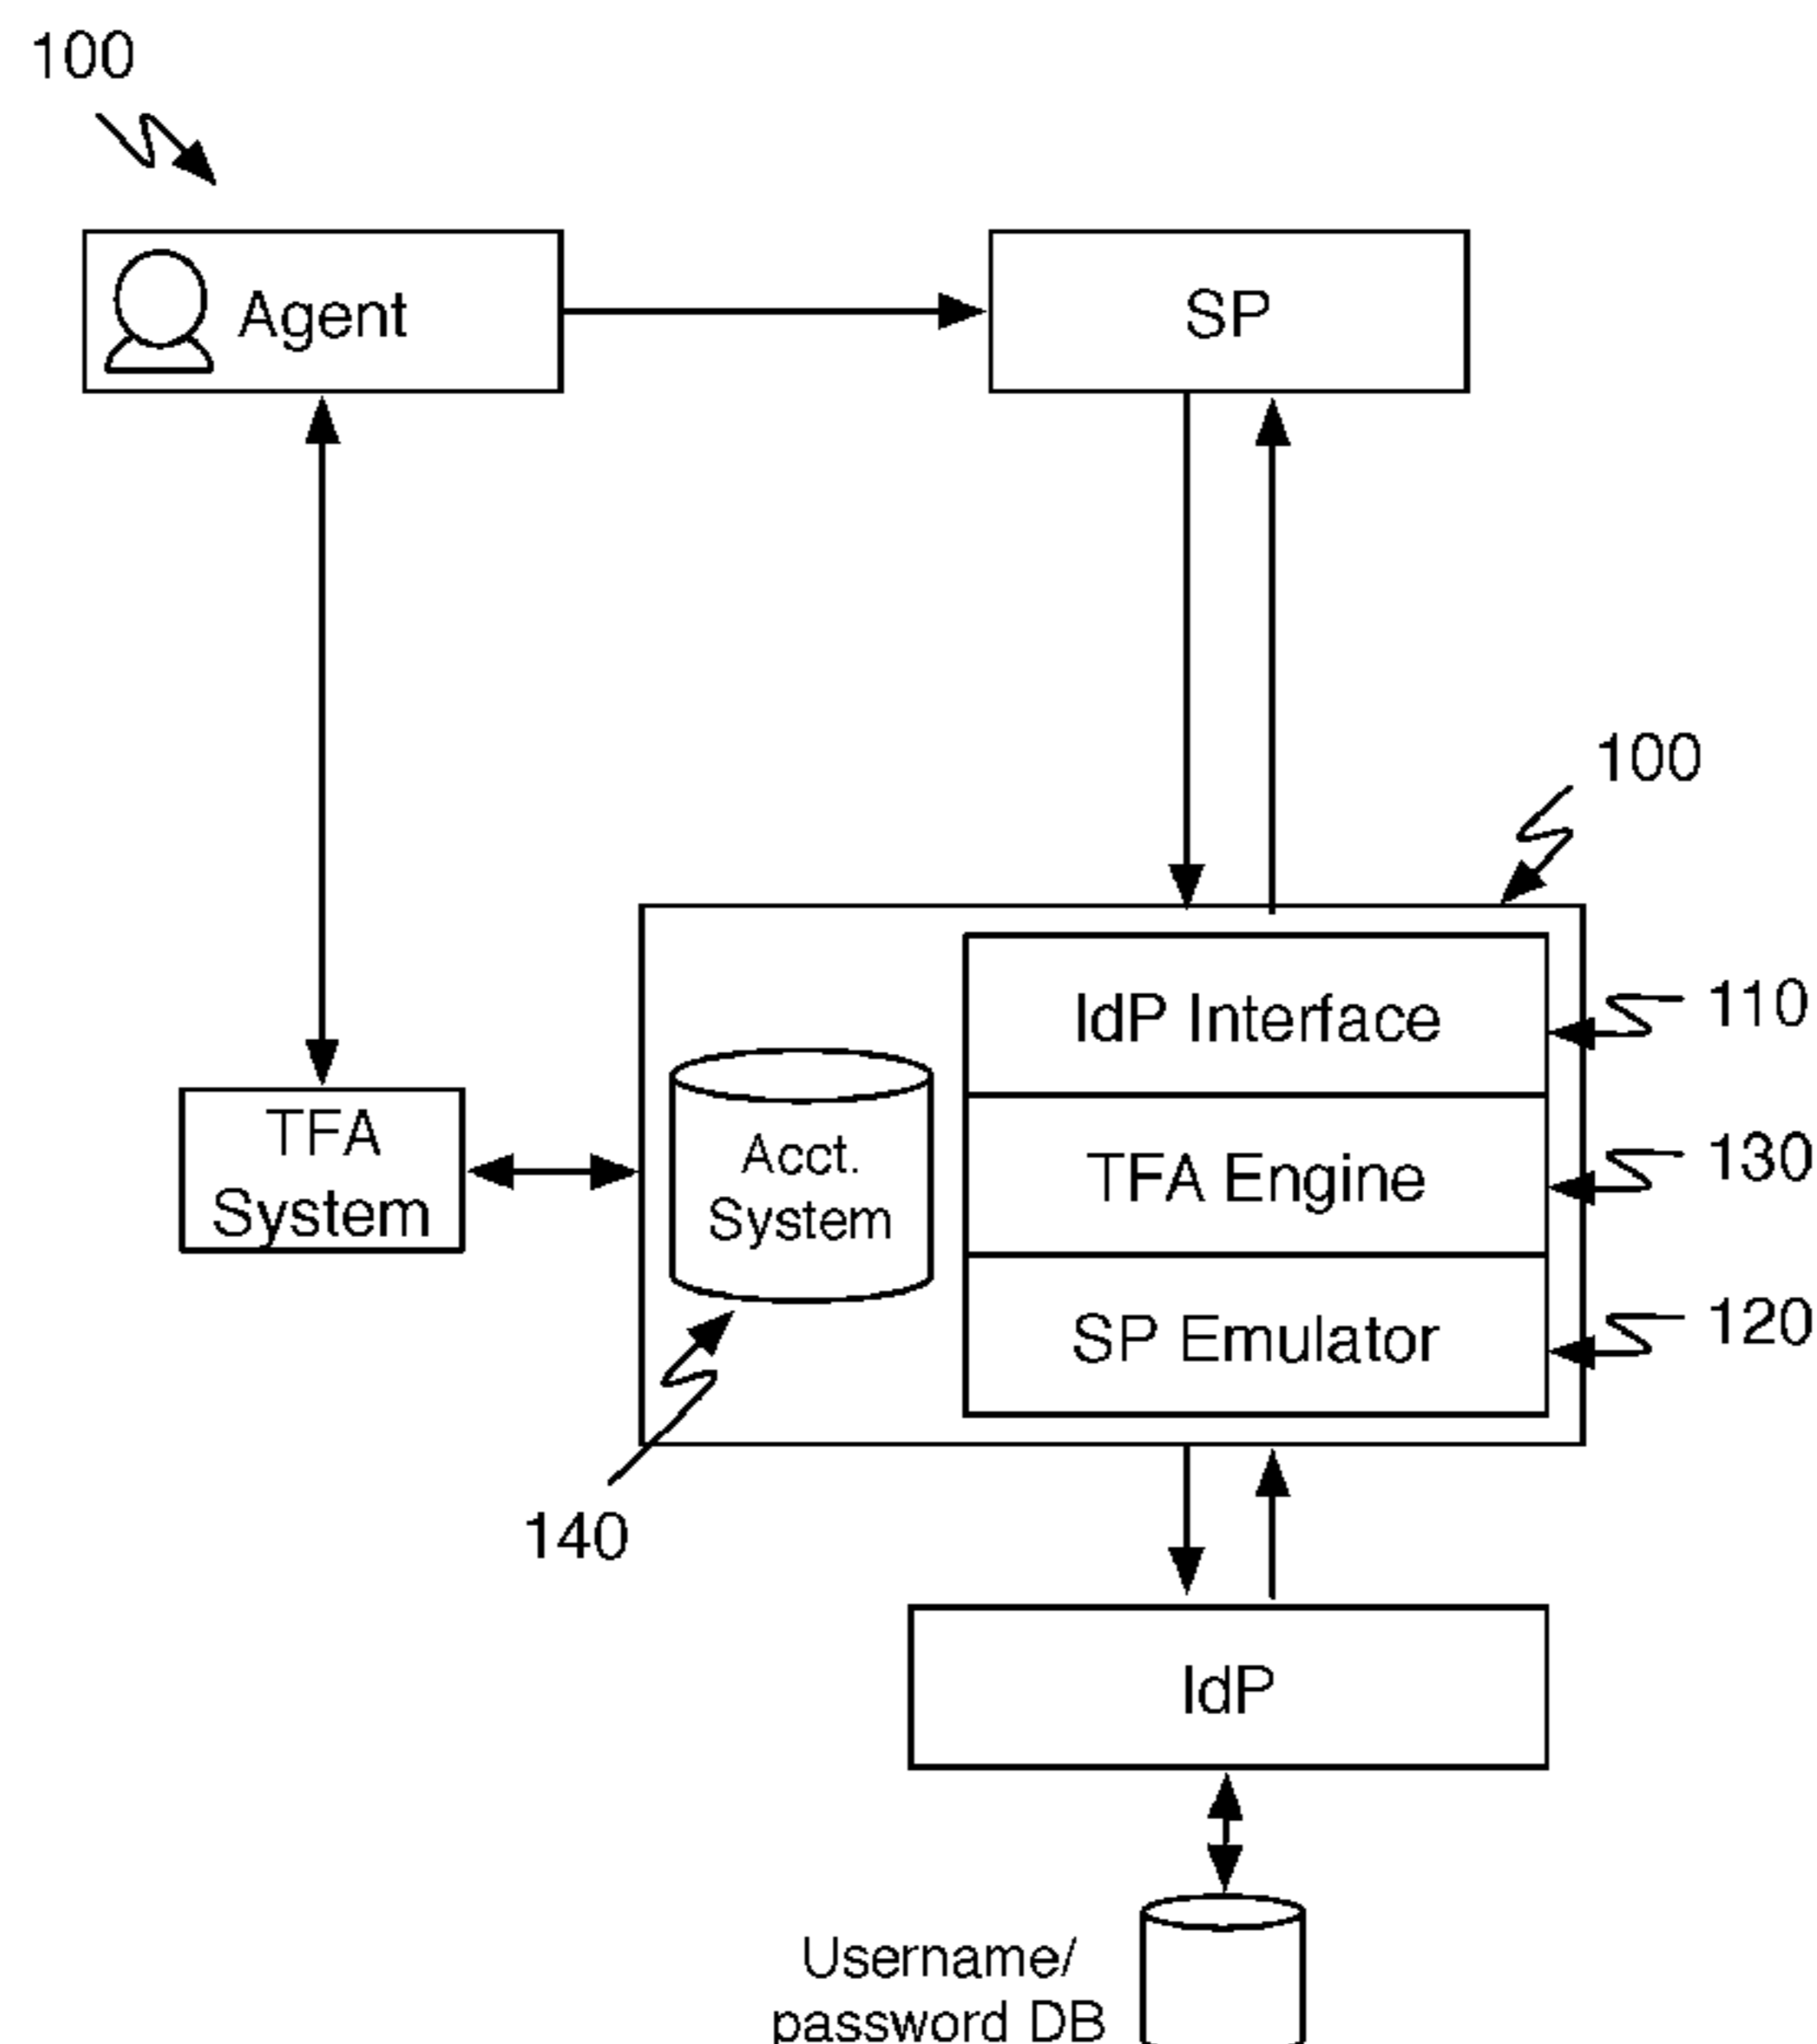 100
Agent
SP
100
IdP Interface
110
TFA
System
Acct.
System
TFA Engine
130
SP Emulator
120
140
IdP
Username/
password DB